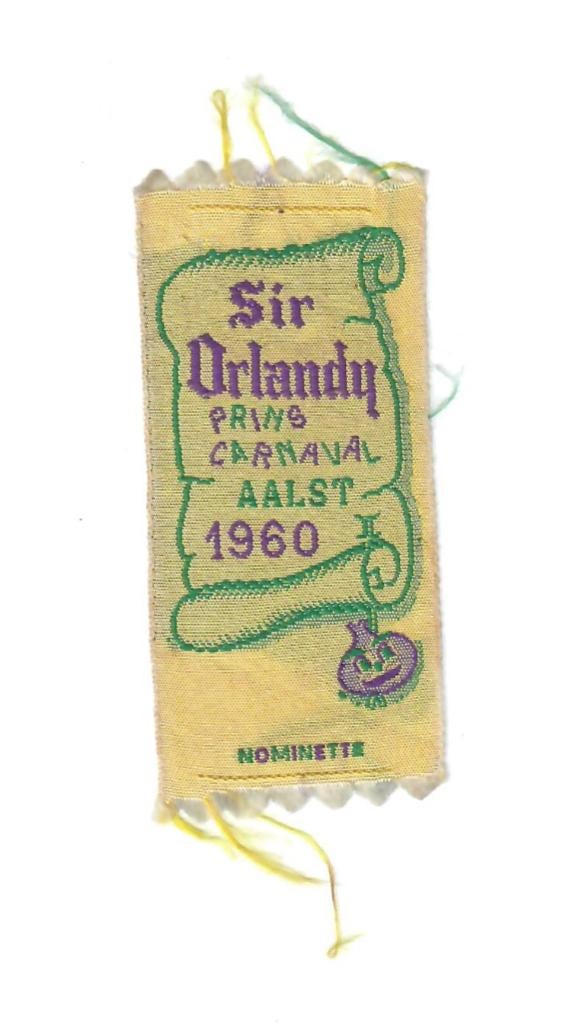 Sir
Orlandy
PRINS
CARNAVAL
AALST
1960
NOMINETTE